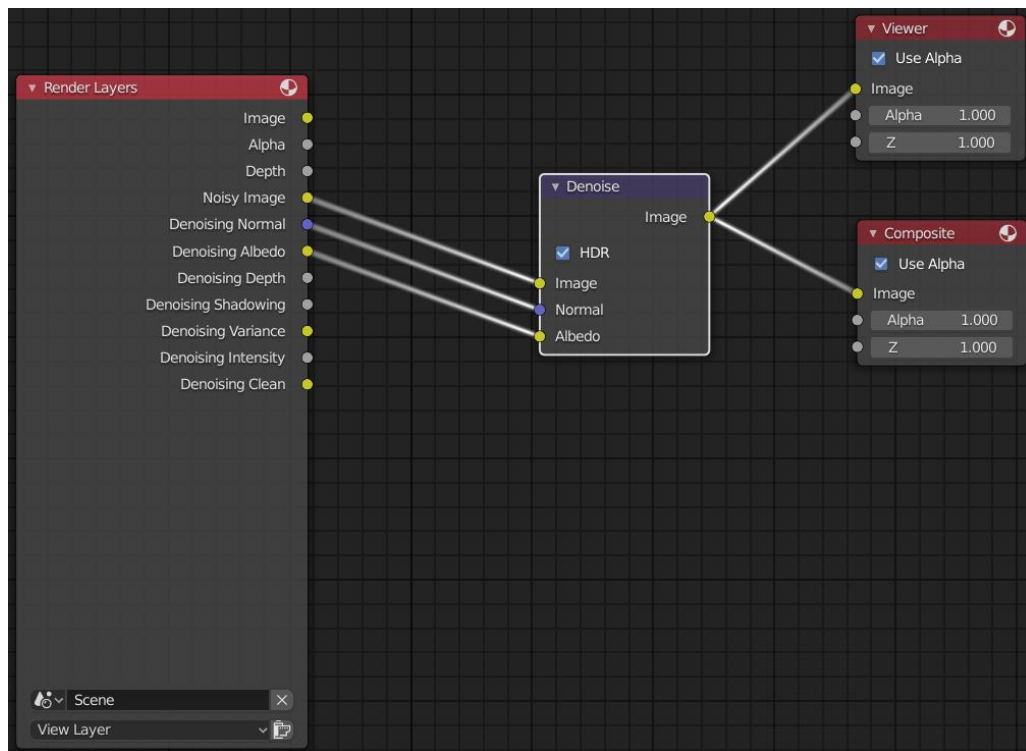 Render Layers
Image
Alpha
Depth
Noisy Image
Denoising Normal
Denoising Albedo
Denoising Depth
Denoising Shadowing
Denoising Variance
Denoising Intensity
Denoising Clean
Scene
View Layer
Denoise
Image
HDR
Image
Normal
Albedo
Viewer
Use Alpha
Image
Alpha 1.000
Z 1.000
Composite
Use Alpha
Image
Alpha 1.000
Z 1.000